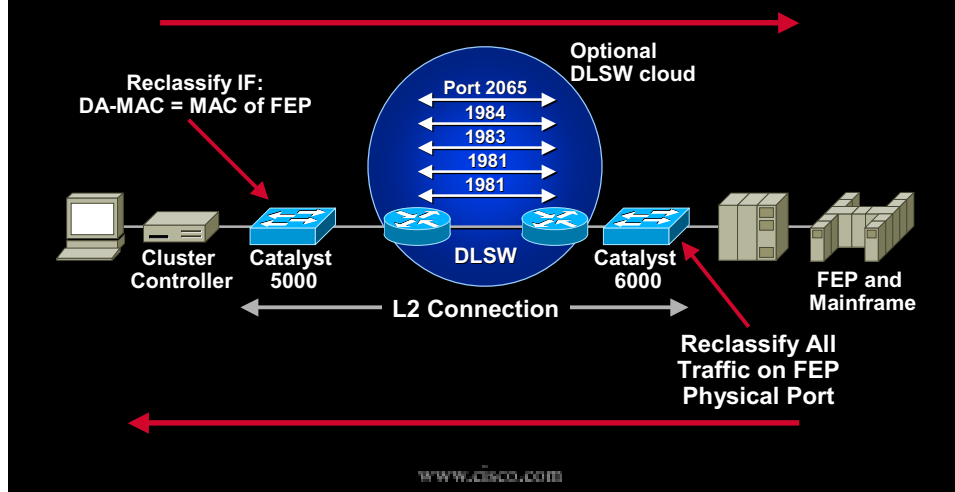 Optional
DLSW cloud
Reclassify IF:
DA-MAC = MAC of FEP
Port 2065
1984
1983
1981
1981
Cluster
Controller
Catalyst
5000
DLSW
Catalyst
6000
FEP and
Mainframe
L2 Connection
Reclassify All
Traffic on FEP
Physical Port
www.cisco.com